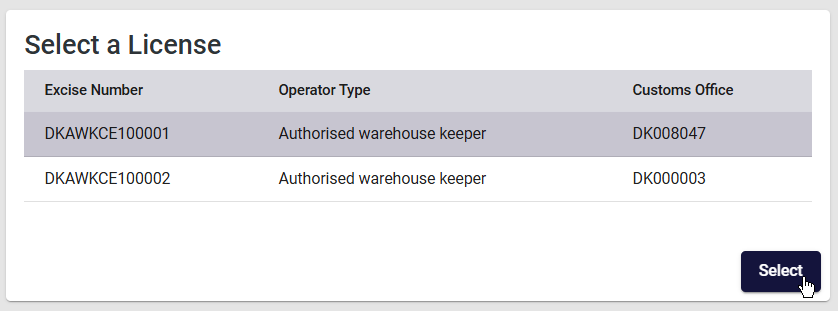 Select a License
Excise Number Operator Type Customs Office
DKAWKCE100001 Authorised warehouse keeper DK008047
DKAWKCE100002 Authorised warehouse keeper DK000003
Select